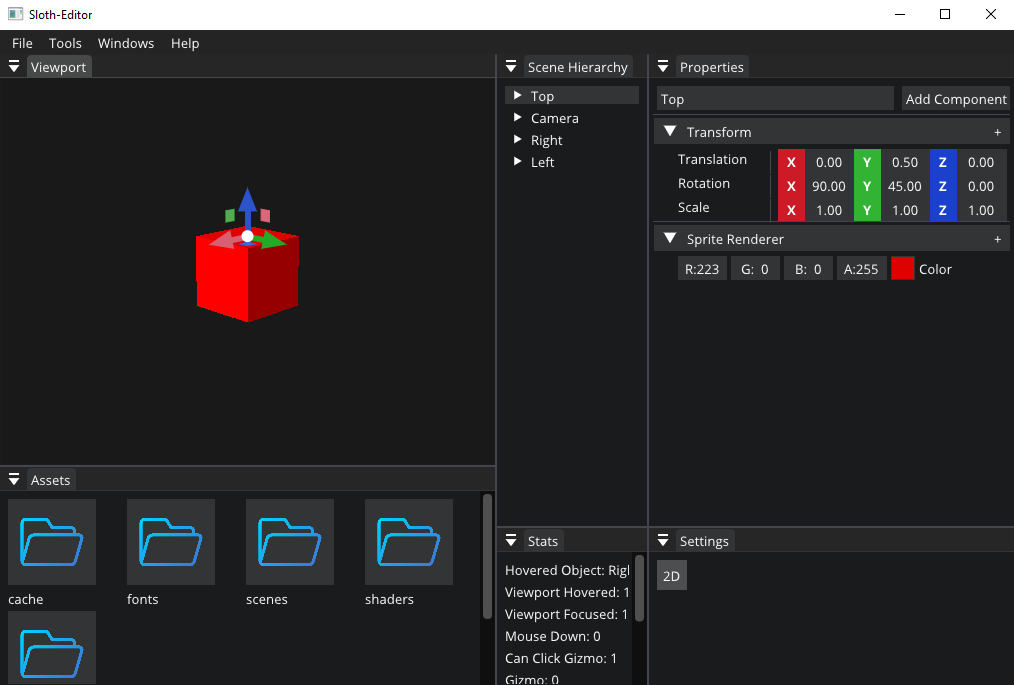 Sloth-Editor
File Tools Windows Help
Viewport
Scene Hierarchy
Top
Camera
Right
Left
Properties
Top Add Component
Transform +
Translation X 0.00 Y 0.50 Z 0.00
Rotation X 90.00 Y 45.00 Z 0.00
Scale X 1.00 Y 1.00 Z 1.00
Sprite Renderer +
R:223 G: 0 B: 0 A:255 Color
Assets
cache fonts scenes shaders
Stats
Hovered Object:
Viewport Hovered: 1
Viewport Focused: 1
Mouse Down: 0
Can Click Gizmo: 1
Gizmo: 0
Settings
2D